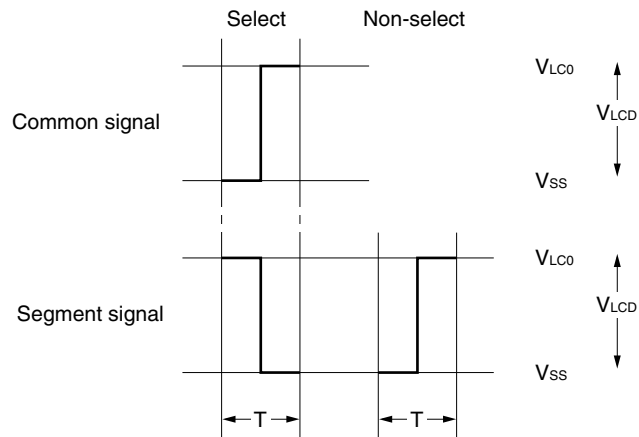 Select Non-select
VLC0
Common signal
VLCD
VSS
VLC0
Segment signal
VLCD
VSS
T T